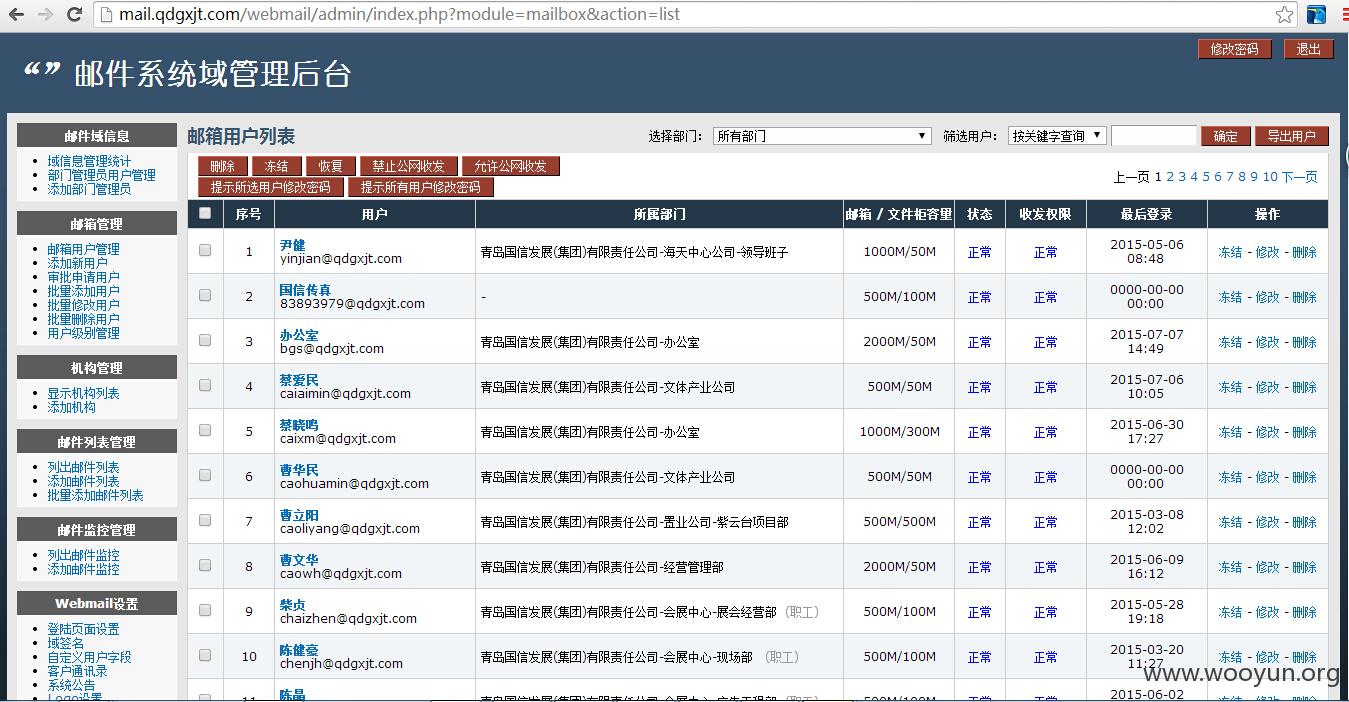 mail.qdgxjt.com/webmail/admin/index.php?module=mailbox&action=list
修改密码 退出
“” 邮件系统域管理后台
邮件域信息
域信息管理统计
部门管理员用户管理
添加部门管理员
邮箱管理
邮箱用户管理
添加新用户
审批申请用户
批量添加用户
批量修改用户
批量删除用户
用户级别管理
机构管理
显示机构列表
添加机构
邮件列表管理
列出邮件列表
添加邮件列表
批量添加邮件列表
邮件监控管理
列出邮件监控
添加邮件监控
Webmail设置
登陆页面设置
域签名
自定义用户字段
客户通讯录
系统公告
Logo设置
邮箱用户列表 选择部门： 所有部门 筛选用户： 按关键字查询 确定 导出用户
删除 冻结 恢复 禁止公网收发 允许公网收发
提示所选用户修改密码 提示所有用户修改密码
上一页 1 2 3 4 5 6 7 8 9 10 下一页
序号 用户 所属部门 邮箱 / 文件柜容量 状态 收发权限 最后登录 操作
1 尹健 yinjian@qdgxjt.com 青岛国信发展(集团)有限责任公司-海天中心公司-领导班子 1000M/50M 正常 正常 2015-05-06 08:48 冻结 - 修改 - 删除
2 国信传真 83893979@qdgxjt.com - 500M/100M 正常 正常 0000-00-00 00:00 冻结 - 修改 - 删除
3 办公室 bgs@qdgxjt.com 青岛国信发展(集团)有限责任公司-办公室 2000M/50M 正常 正常 2015-07-07 14:49 冻结 - 修改 - 删除
4 蔡爱民 caiaimin@qdgxjt.com 青岛国信发展(集团)有限责任公司-文体产业公司 500M/50M 正常 正常 2015-07-06 10:05 冻结 - 修改 - 删除
5 蔡晓鸣 caixm@qdgxjt.com 青岛国信发展(集团)有限责任公司-办公室 1000M/300M 正常 正常 2015-06-30 17:27 冻结 - 修改 - 删除
6 曹华民 caohuamin@qdgxjt.com 青岛国信发展(集团)有限责任公司-文体产业公司 500M/50M 正常 正常 0000-00-00 00:00 冻结 - 修改 - 删除
7 曹立阳 caoliyang@qdgxjt.com 青岛国信发展(集团)有限责任公司-置业公司-紫云台项目部 500M/500M 正常 正常 2015-03-08 12:02 冻结 - 修改 - 删除
8 曹文华 caowh@qdgxjt.com 青岛国信发展(集团)有限责任公司-经营管理部 2000M/50M 正常 正常 2015-06-09 16:12 冻结 - 修改 - 删除
9 柴贞 chaizhen@qdgxjt.com 青岛国信发展(集团)有限责任公司-会展中心-展会经营部 （职工） 500M/100M 正常 正常 2015-05-28 19:18 冻结 - 修改 - 删除
10 陈健豪 chenjh@qdgxjt.com 青岛国信发展(集团)有限责任公司-会展中心-现场部 （职工） 500M/100M 正常 正常 2015-03-20 11:27 冻结 - 修改 - 删除
2015-06-02
www.wooyun.org